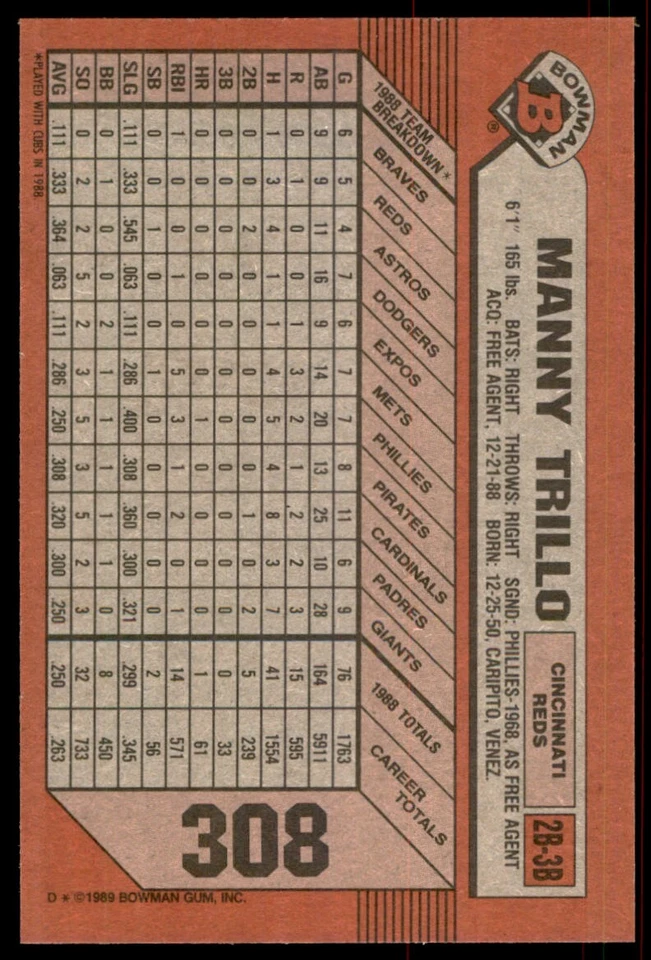 BOWMAN
B
®
MANNY TRILLO
CINCINNATI
REDS
2B-3B
6'1" 165 lbs. BATS: RIGHT THROWS: RIGHT SGND: PHILLIES-1968, AS FREE AGENT
ACQ: FREE AGENT, 12-21-88 BORN: 12-25-50, CARIPITO, VENEZ.
1988 TEAM
BREAKDOWN*
BRAVES
REDS
ASTROS
DODGERS
EXPOS
METS
PHILLIES
PIRATES
CARDINALS
PADRES
GIANTS
1988 TOTALS
CAREER
TOTALS
G 6 5 4 7 6 7 7 8 11 6 9 76 1763
AB 9 9 11 16 9 14 20 13 25 10 28 164 5911
R 0 1 0 0 1 3 2 1 2 2 3 15 595
H 1 3 4 1 1 4 5 4 8 3 7 41 1554
2B 0 0 2 0 0 0 0 0 1 0 2 5 239
3B 0 0 0 0 0 0 0 0 0 0 0 0 33
HR 0 0 0 0 0 0 1 0 0 0 0 1 61
RBI 1 0 0 1 0 5 3 1 2 0 1 14 571
SB 0 0 1 0 0 1 0 0 0 0 0 2 56
SLG .111 .333 .545 .063 .111 .286 .400 .308 .360 .300 .321 .299 .345
BB 0 1 0 0 2 1 1 1 1 1 0 8 450
SO 0 2 2 5 2 3 5 3 5 2 3 32 733
AVG .111 .333 .364 .063 .111 .286 .250 .308 .320 .300 .250 .250 .263
*PLAYED WITH CUBS IN 1988
308
D * ©1989 BOWMAN GUM, INC.